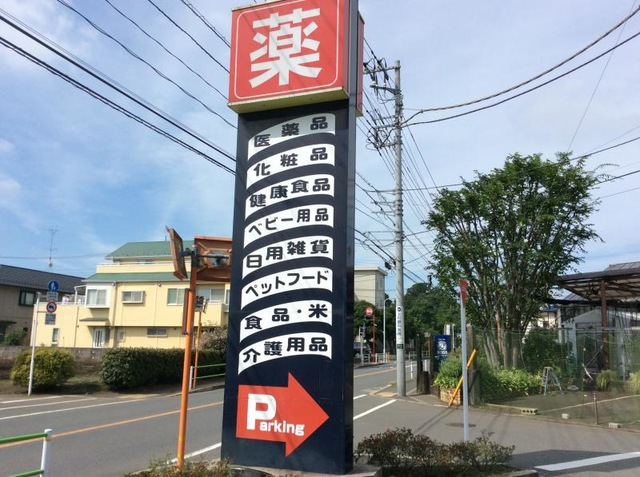 薬
医薬品
化粧品
健康食品
ベビー用品
日用雑貨
ペットフード
食品・米
介護用品
Parking